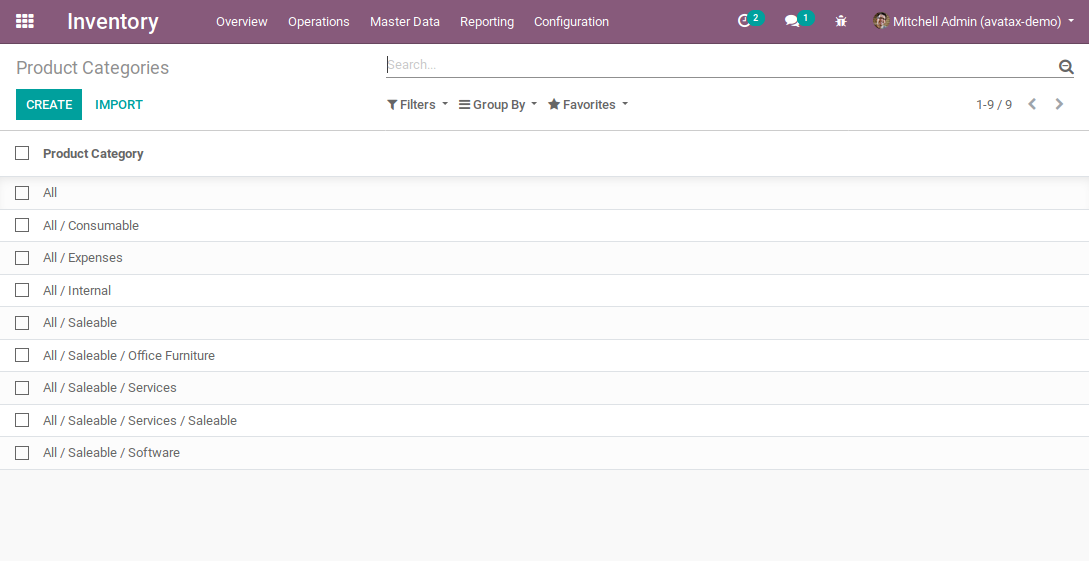 Inventory Overview Operations Master Data Reporting Configuration 2 1 Mitchell Admin (avatax-demo)
Product Categories Search...
CREATE IMPORT Filters Group By Favorites 1-9 / 9
Product Category
All
All / Consumable
All / Expenses
All / Internal
All / Saleable
All / Saleable / Office Furniture
All / Saleable / Services
All / Saleable / Services / Saleable
All / Saleable / Software